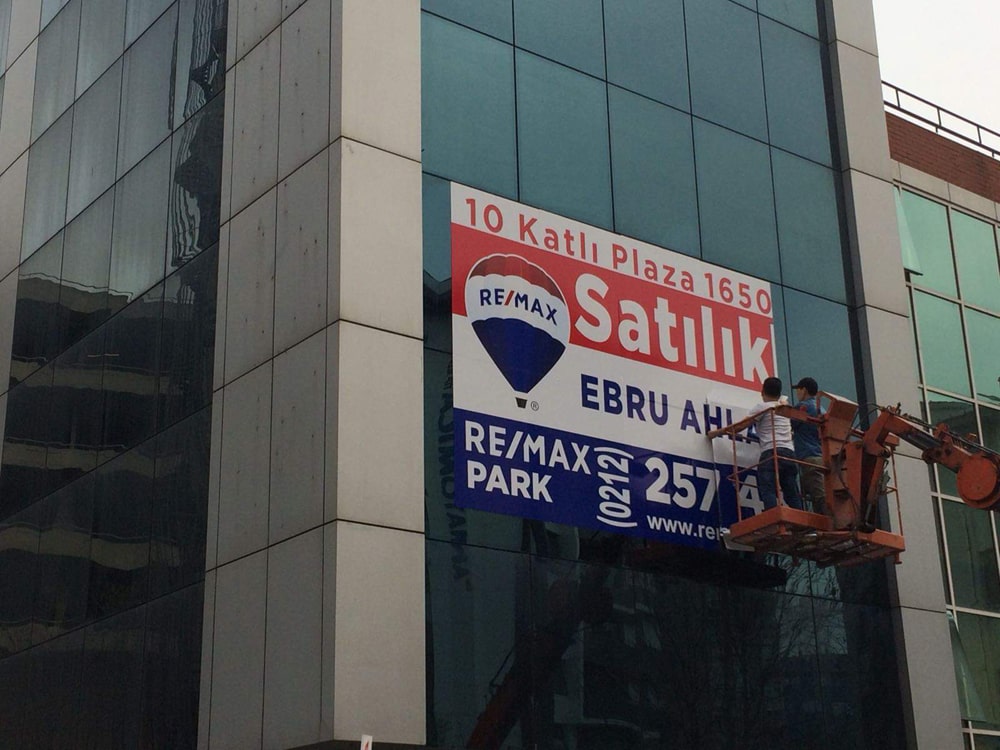 10 Katlı Plaza 1650
Satılık
RE/MAX
®
EBRU
RE/MAX
PARK
(0212)
257